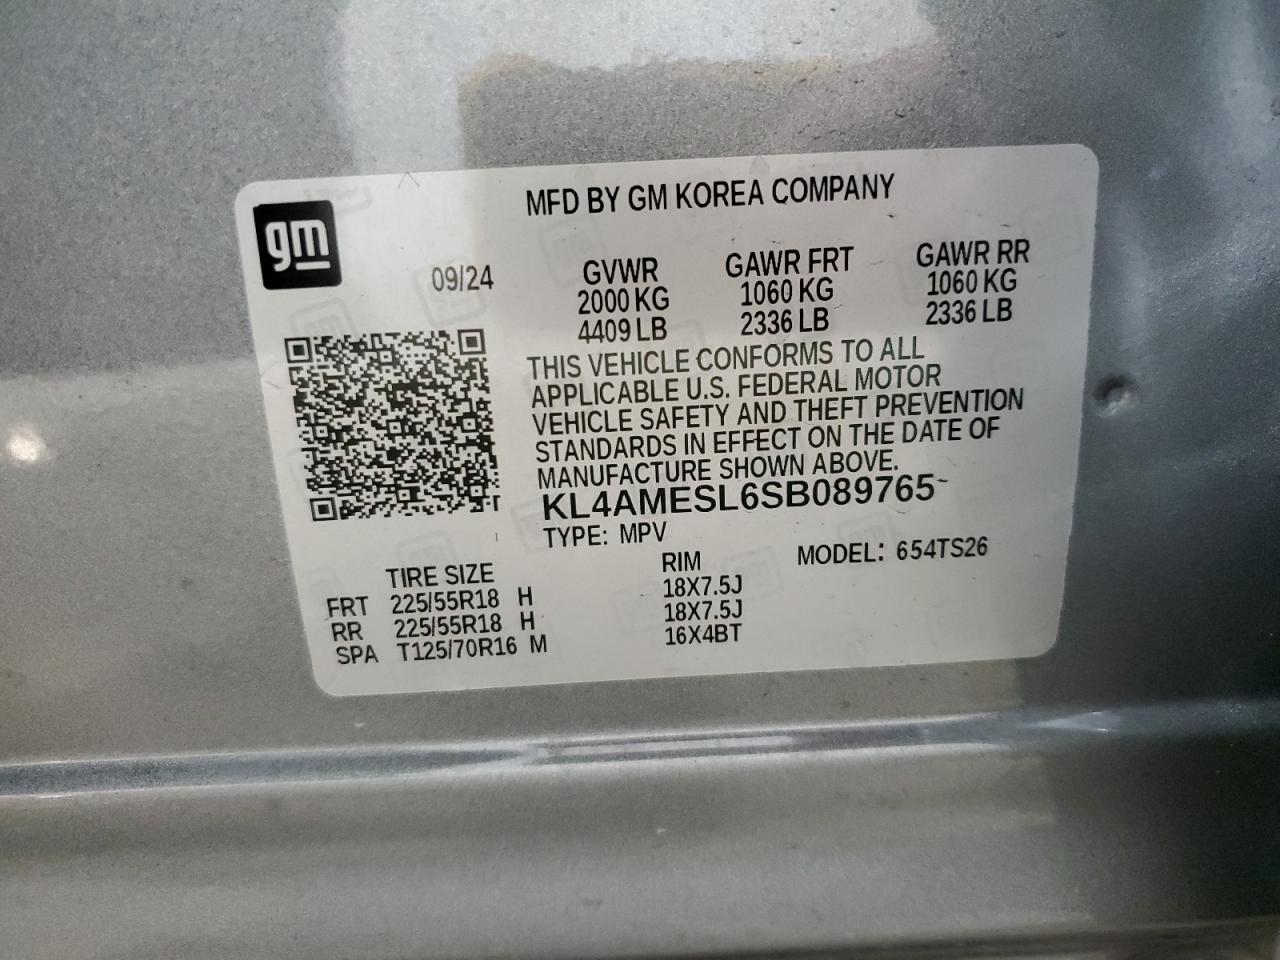 gm
MFD BY GM KOREA COMPANY
09/24
GVWR
2000 KG
4409 LB
GAWR FRT
1060 KG
2336 LB
GAWR RR
1060 KG
2336 LB
THIS VEHICLE CONFORMS TO ALL
APPLICABLE U.S. FEDERAL MOTOR
VEHICLE SAFETY AND THEFT PREVENTION
STANDARDS IN EFFECT ON THE DATE OF
MANUFACTURE SHOWN ABOVE.
KL4AMESL6SB089765
TYPE: MPV
MODEL: 654TS26
TIRE SIZE RIM
FRT 225/55R18 H 18X7.5J
RR 225/55R18 H 18X7.5J
SPA T125/70R16 M 16X4BT